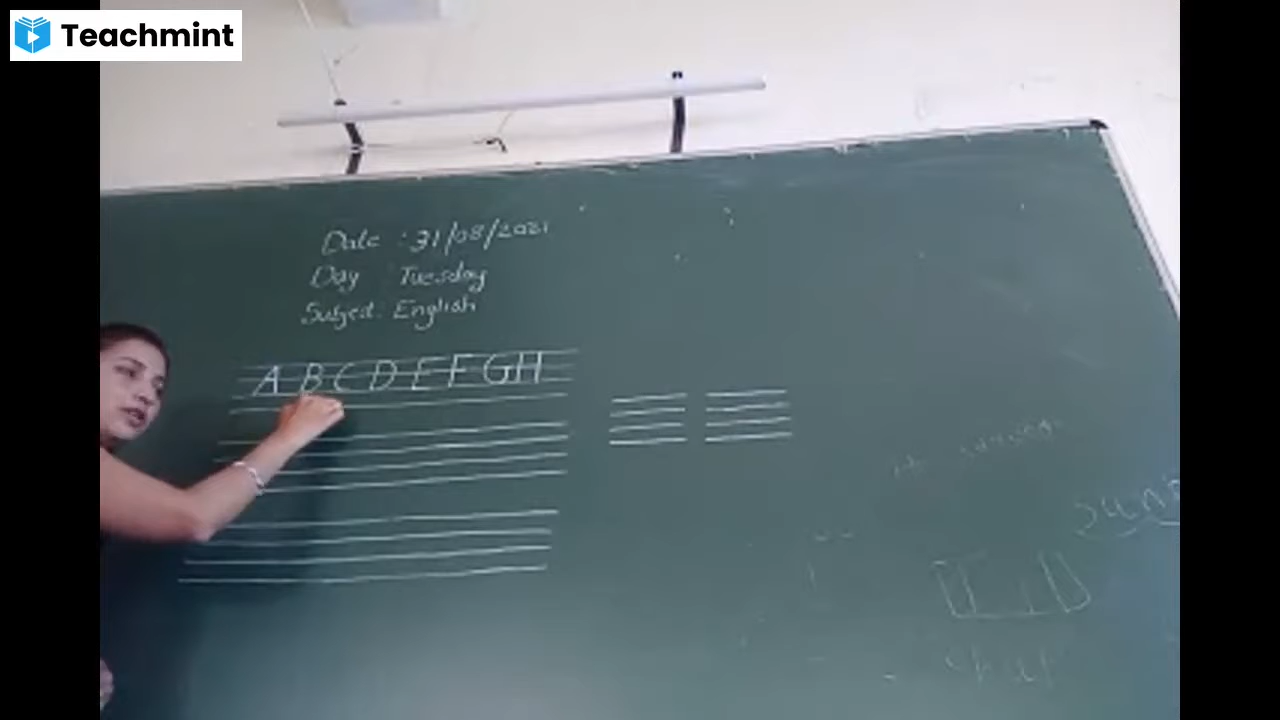 Teachmint
Date : 31/08/2021
Day Tuesday
Subject: English
A B C D E F G H